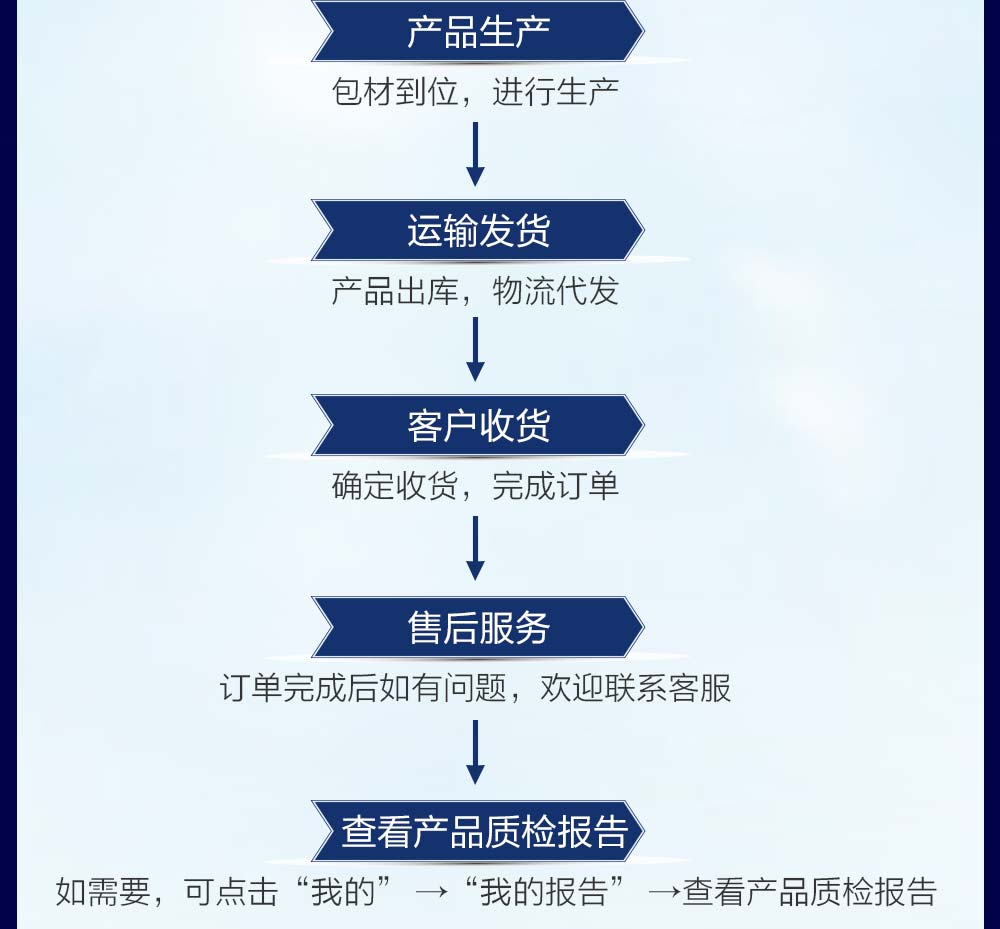 产品生产
包材到位，进行生产
运输发货
产品出库，物流代发
客户收货
确定收货，完成订单
售后服务
订单完成后如有问题，欢迎联系客服
查看产品质检报告
如需要，可点击“我的”→“我的报告”→查看产品质检报告